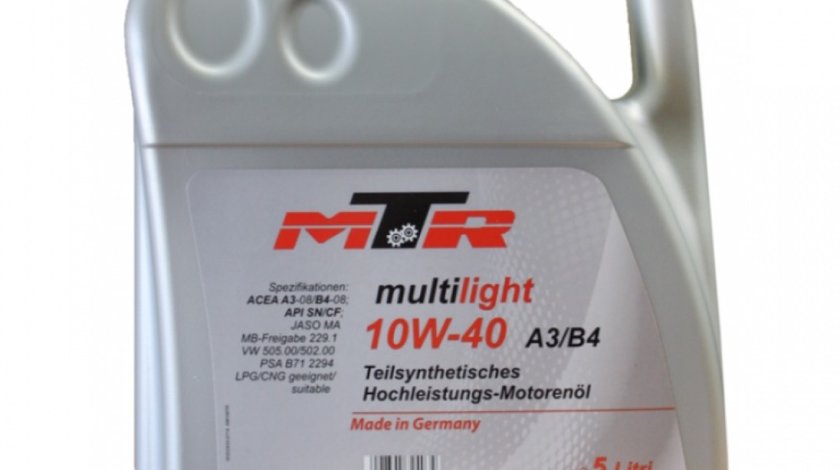 MTR
Spezifikationen:
ACEA A3-08/B4-08;
API SN/CF;
JASO MA
MB-Freigabe 229.1
VW 505.00/502.00
PSA B71 2294
LPG/CNG geeignet/
suitable
multilight
10W-40 A3/B4
Teilsynthetisches
Hochleistungs-Motorenöl
Made in Germany
5 Litri